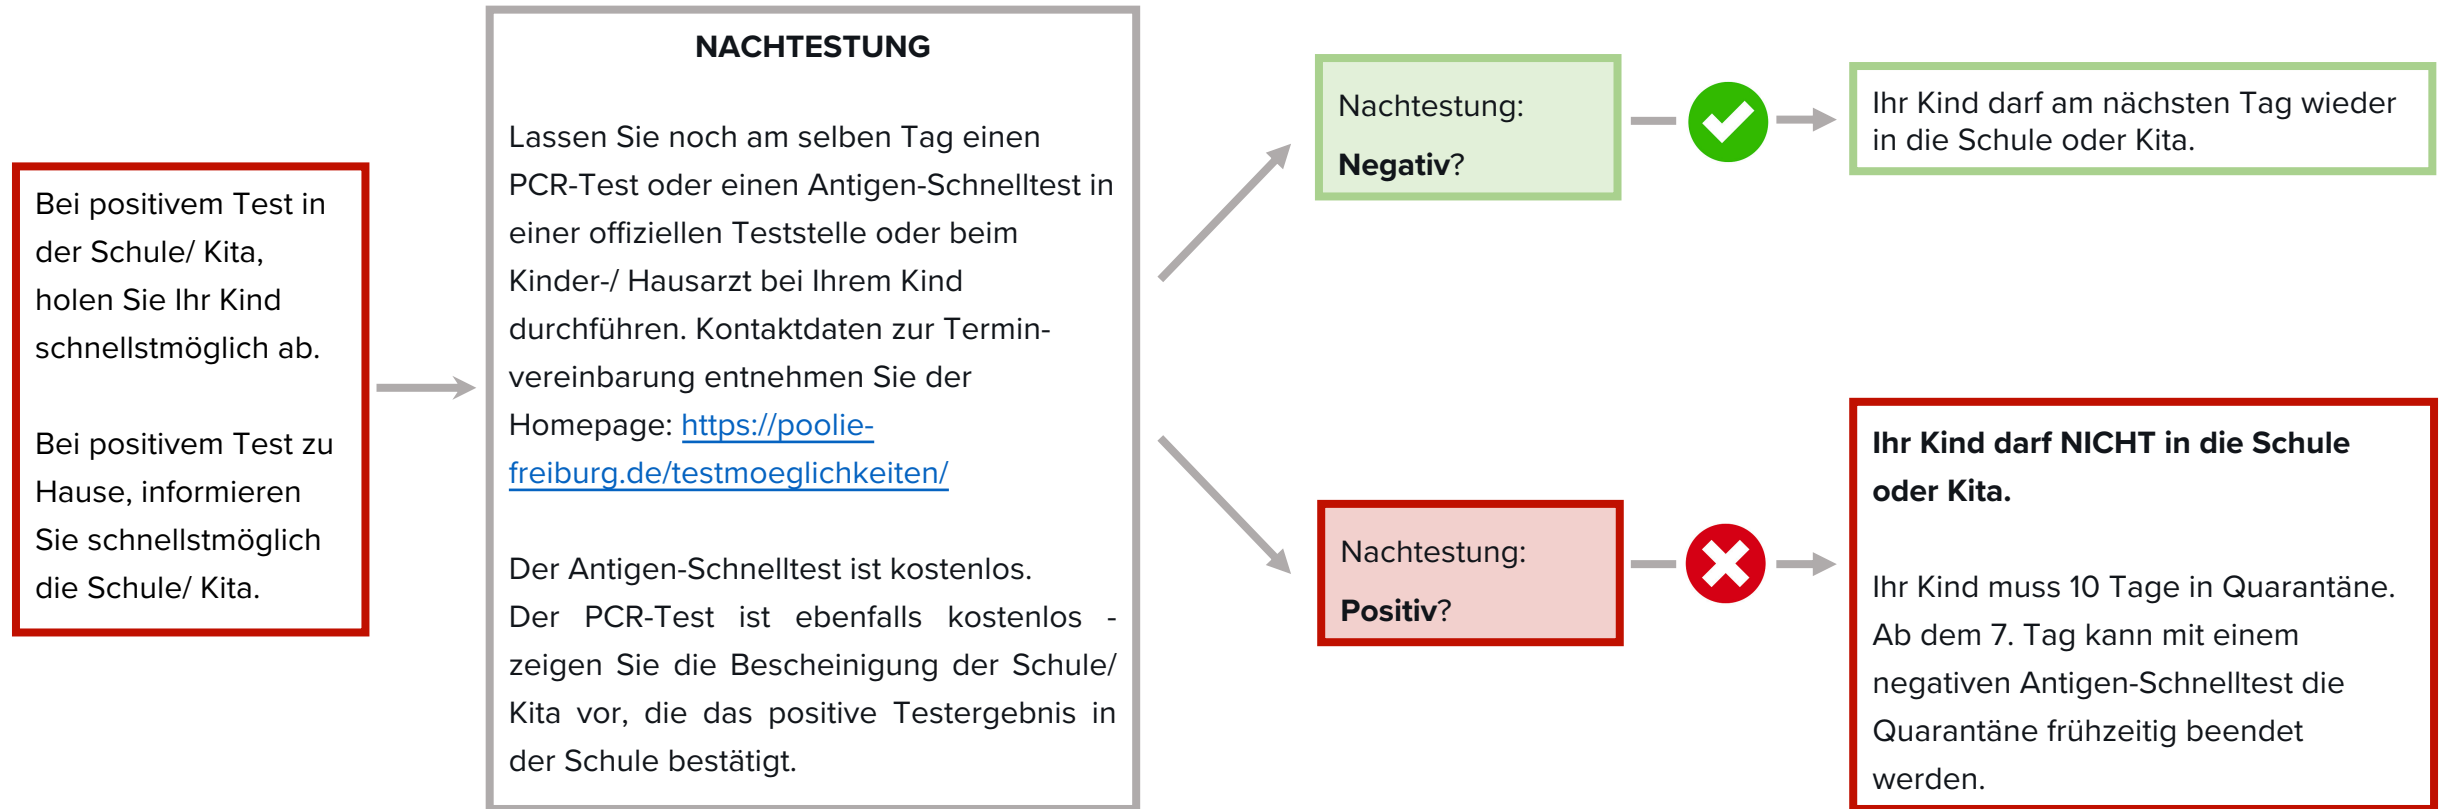 Bei positivem Test in
der Schule/ Kita,
holen Sie Ihr Kind
schnellstmöglich ab.
Bei positivem Test zu
Hause, informieren
Sie schnellstmöglich
die Schule/ Kita.
NACHTESTUNG
Lassen Sie noch am selben Tag einen
PCR-Test oder einen Antigen-Schnelltest in
einer offiziellen Teststelle oder beim
Kinder-/ Hausarzt bei Ihrem Kind
durchführen. Kontaktdaten zur Termin-
vereinbarung entnehmen Sie der
Homepage: https://poolie-
freiburg.de/testmoeglichkeiten/
Der Antigen-Schnelltest ist kostenlos.
Der PCR-Test ist ebenfalls kostenlos -
zeigen Sie die Bescheinigung der Schule/
Kita vor, die das positive Testergebnis in
der Schule bestätigt.
Nachtestung:
Negativ?
Ihr Kind darf am nächsten Tag wieder
in die Schule oder Kita.
Nachtestung:
Positiv?
Ihr Kind darf NICHT in die Schule
oder Kita.
Ihr Kind muss 10 Tage in Quarantäne.
Ab dem 7. Tag kann mit einem
negativen Antigen-Schnelltest die
Quarantäne frühzeitig beendet
werden.